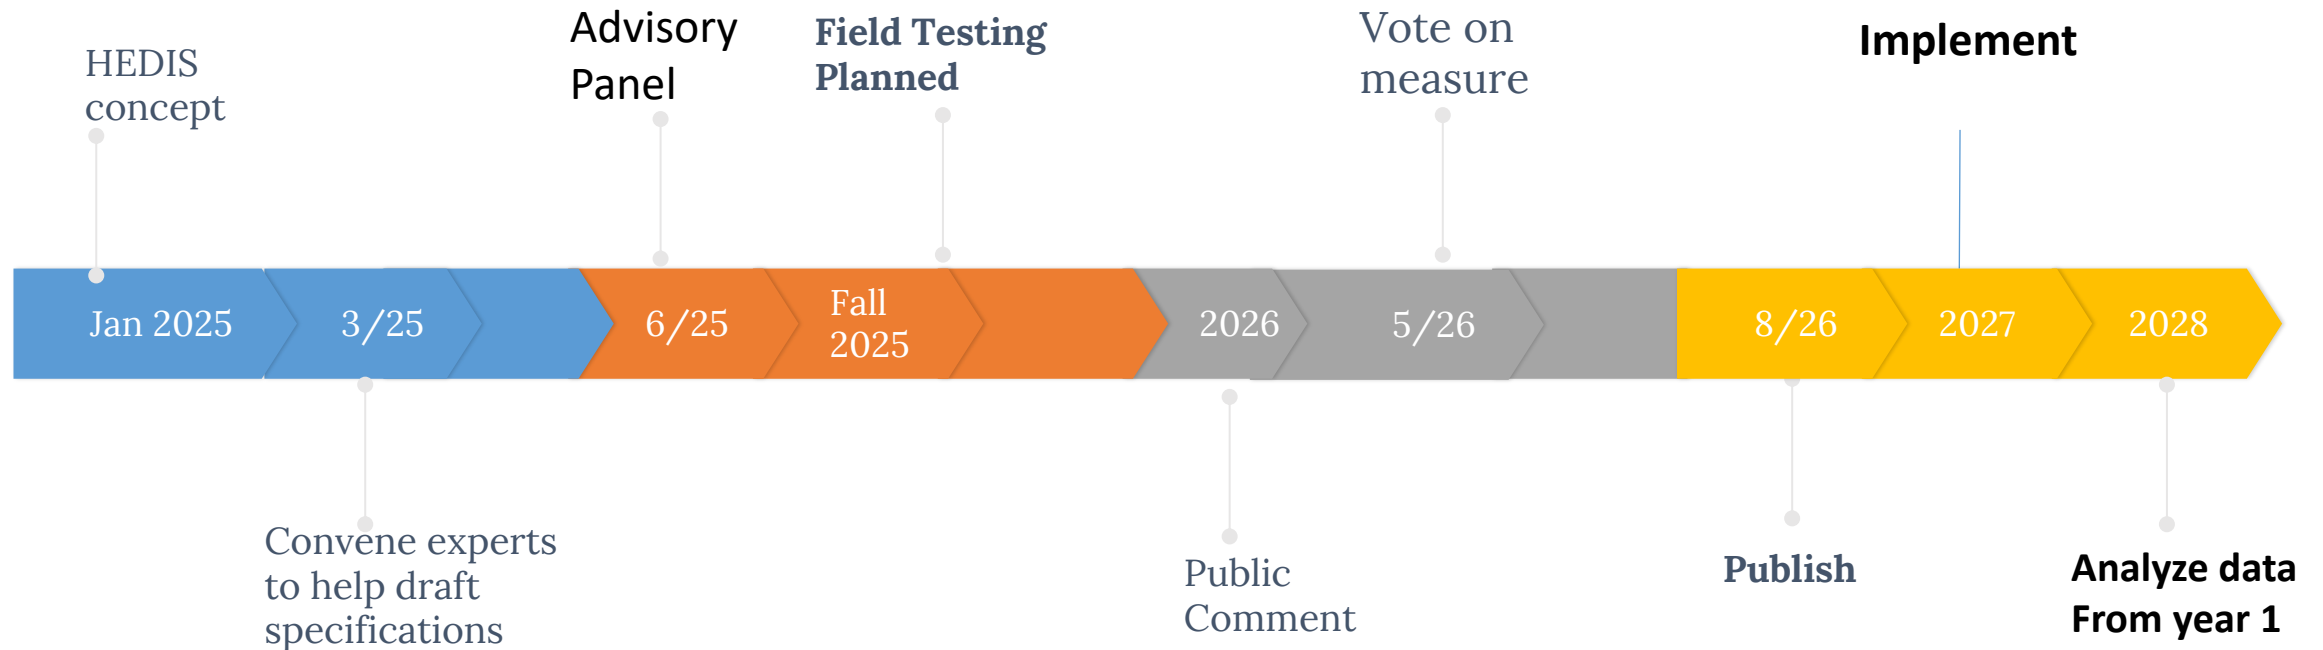 HEDIS
concept
Advisory
Panel
Field Testing
Planned
Vote on
measure
Implement
Jan 2025
3/25
6/25
Fall
2025
2026
5/26
8/26
2027
2028
Convene experts
to help draft
specifications
Public
Comment
Publish
Analyze data
From year 1